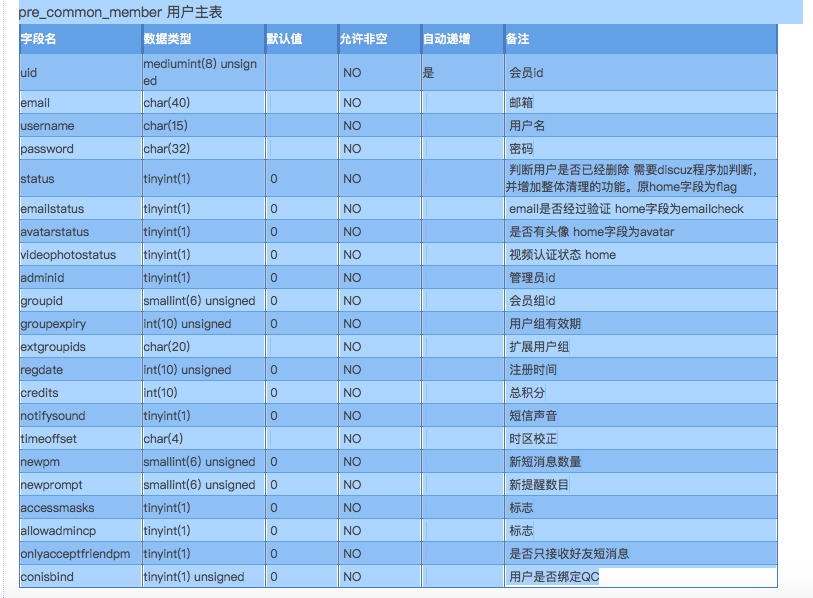 pre_common_member 用户主表
字段名 数据类型 默认值 允许非空 自动递增 备注
uid mediumint(8) unsign
ed NO 是 会员id
email char(40) NO 邮箱
username char(15) NO 用户名
password char(32) NO 密码
status tinyint(1) 0 NO 判断用户是否已经删除 需要discuz程序加判断,
并增加整体清理的功能。原home字段为flag
emailstatus tinyint(1) 0 NO email是否经过验证 home字段为emailcheck
avatarstatus tinyint(1) 0 NO 是否有头像 home字段为avatar
videophotostatus tinyint(1) 0 NO 视频认证状态 home
adminid tinyint(1) 0 NO 管理员id
groupid smallint(6) unsigned 0 NO 会员组id
groupexpiry int(10) unsigned 0 NO 用户组有效期
extgroupids char(20) NO 扩展用户组
regdate int(10) unsigned 0 NO 注册时间
credits int(10) 0 NO 总积分
notifysound tinyint(1) 0 NO 短信声音
timeoffset char(4) NO 时区校正
newpm smallint(6) unsigned 0 NO 新短消息数量
newprompt smallint(6) unsigned 0 NO 新提醒数目
accessmasks tinyint(1) 0 NO 标志
allowadmincp tinyint(1) 0 NO 标志
onlyacceptfriendpm tinyint(1) 0 NO 是否只接收好友短消息
conisbind tinyint(1) unsigned 0 NO 用户是否绑定QC